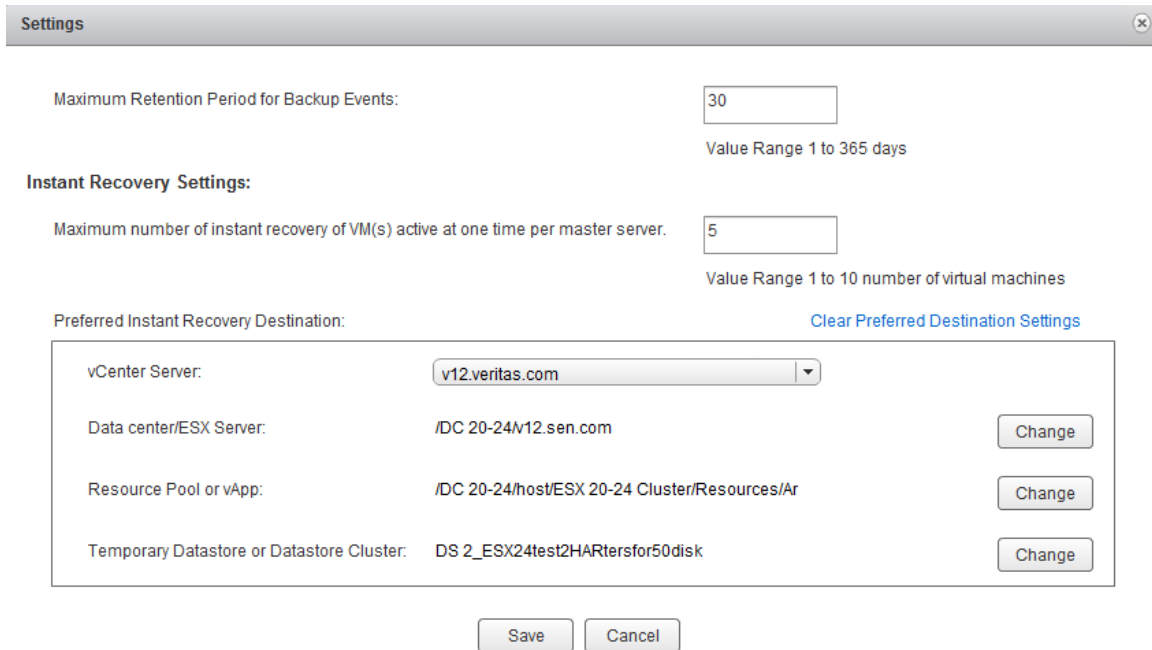 Settings
Maximum Retention Period for Backup Events:
30
Value Range 1 to 365 days
Instant Recovery Settings:
Maximum number of instant recovery of VM(s) active at one time per master server.
5
Value Range 1 to 10 number of virtual machines
Preferred Instant Recovery Destination:
Clear Preferred Destination Settings
vCenter Server:
v12.veritas.com
Data center/ESX Server:
/DC 20-24/v12.sen.com
Change
Resource Pool or vApp:
/DC 20-24/host/ESX 20-24 Cluster/Resources/Ar
Change
Temporary Datastore or Datastore Cluster:
DS 2_ESX24test2HARtersfor50disk
Change
Save
Cancel